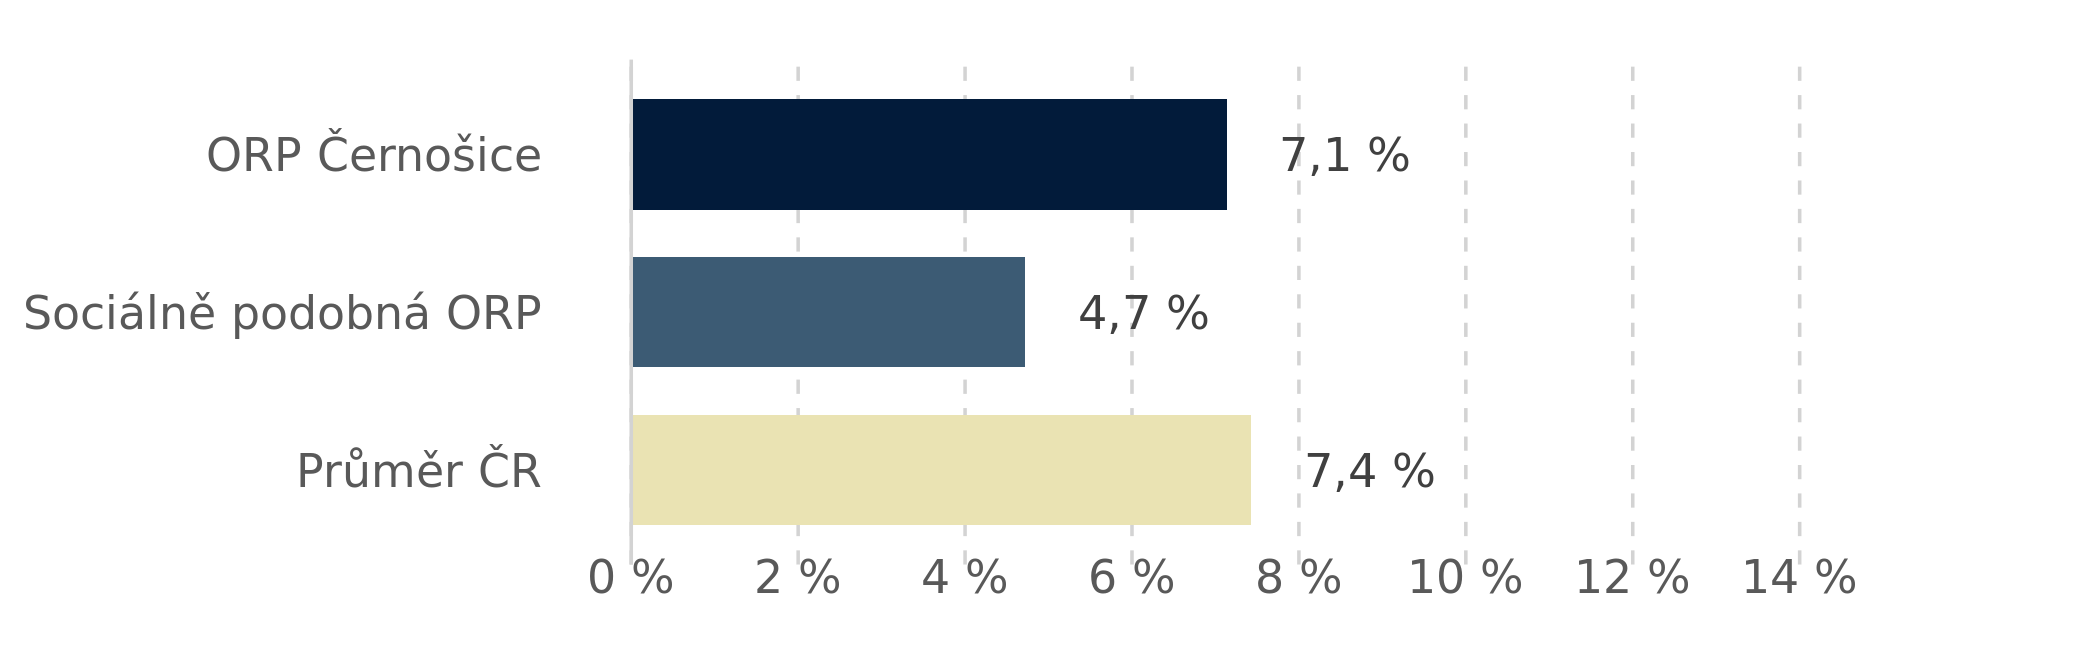 ORP Černošice
7,1 %
Sociálně podobná ORP
4,7 %
Průměr ČR
7,4 %
0 % 2 % 4 % 6 % 8 % 10 % 12 % 14 %